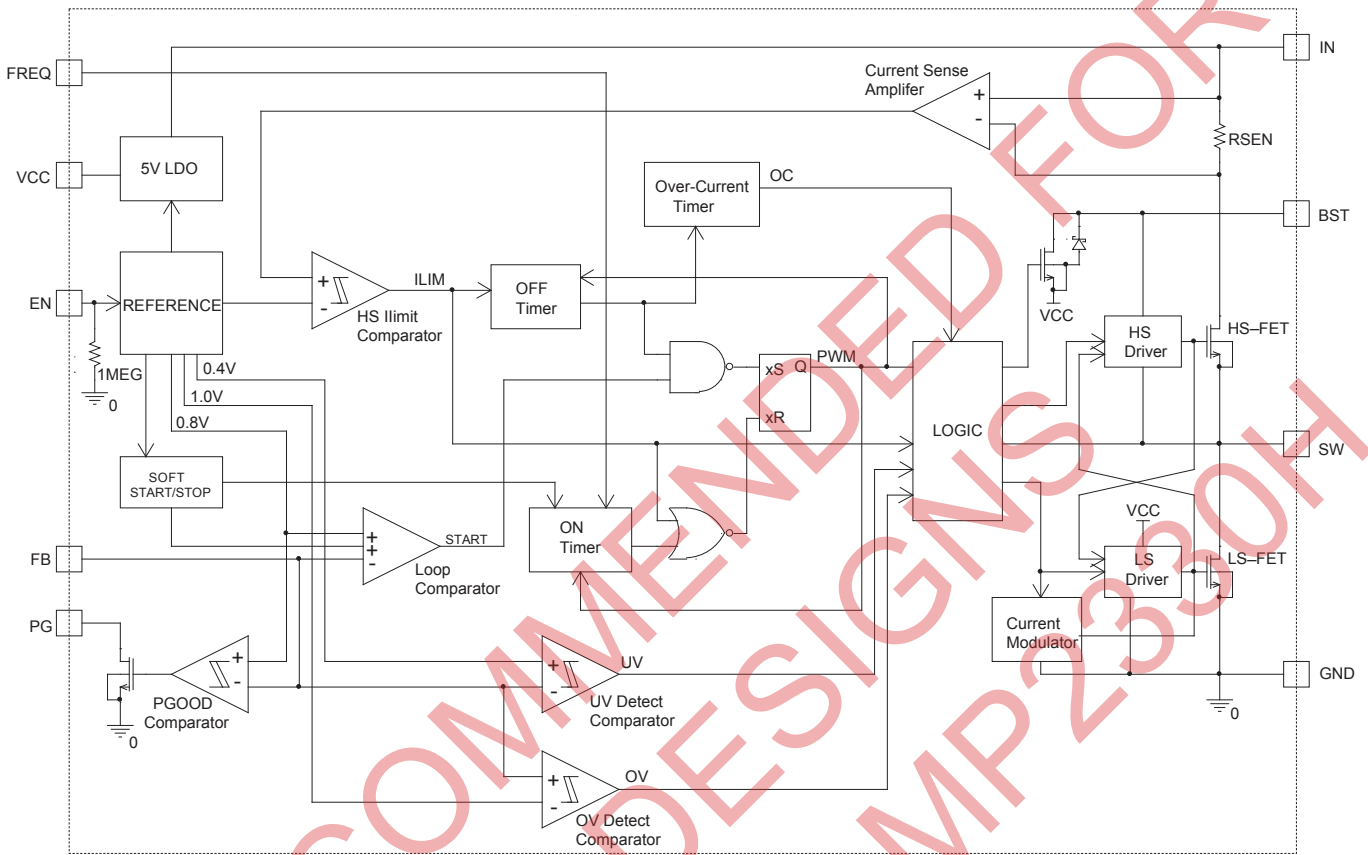 FREQ
IN
Current Sense
Amplifer
+
-
RSEN
5V LDO
VCC
Over-Current
Timer
OC
BST
EN
REFERENCE
+
-
HS Ilimit
Comparator
ILIM
OFF
Timer
VCC
HS
Driver
HS–FET
1MEG
0
0.4V
1.0V
0.8V
xS
Q
xR
PWM
LOGIC
SW
SOFT
START/STOP
ON
Timer
VCC
LS
Driver
LS–FET
FB
+
+
-
START
Loop
Comparator
PG
+
-
PGOOD
Comparator
0
+
-
UV
UV Detect
Comparator
Current
Modulator
GND
0
+
-
OV
OV Detect
Comparator
COMMENDED FOR
DESIGNS
MP2330H